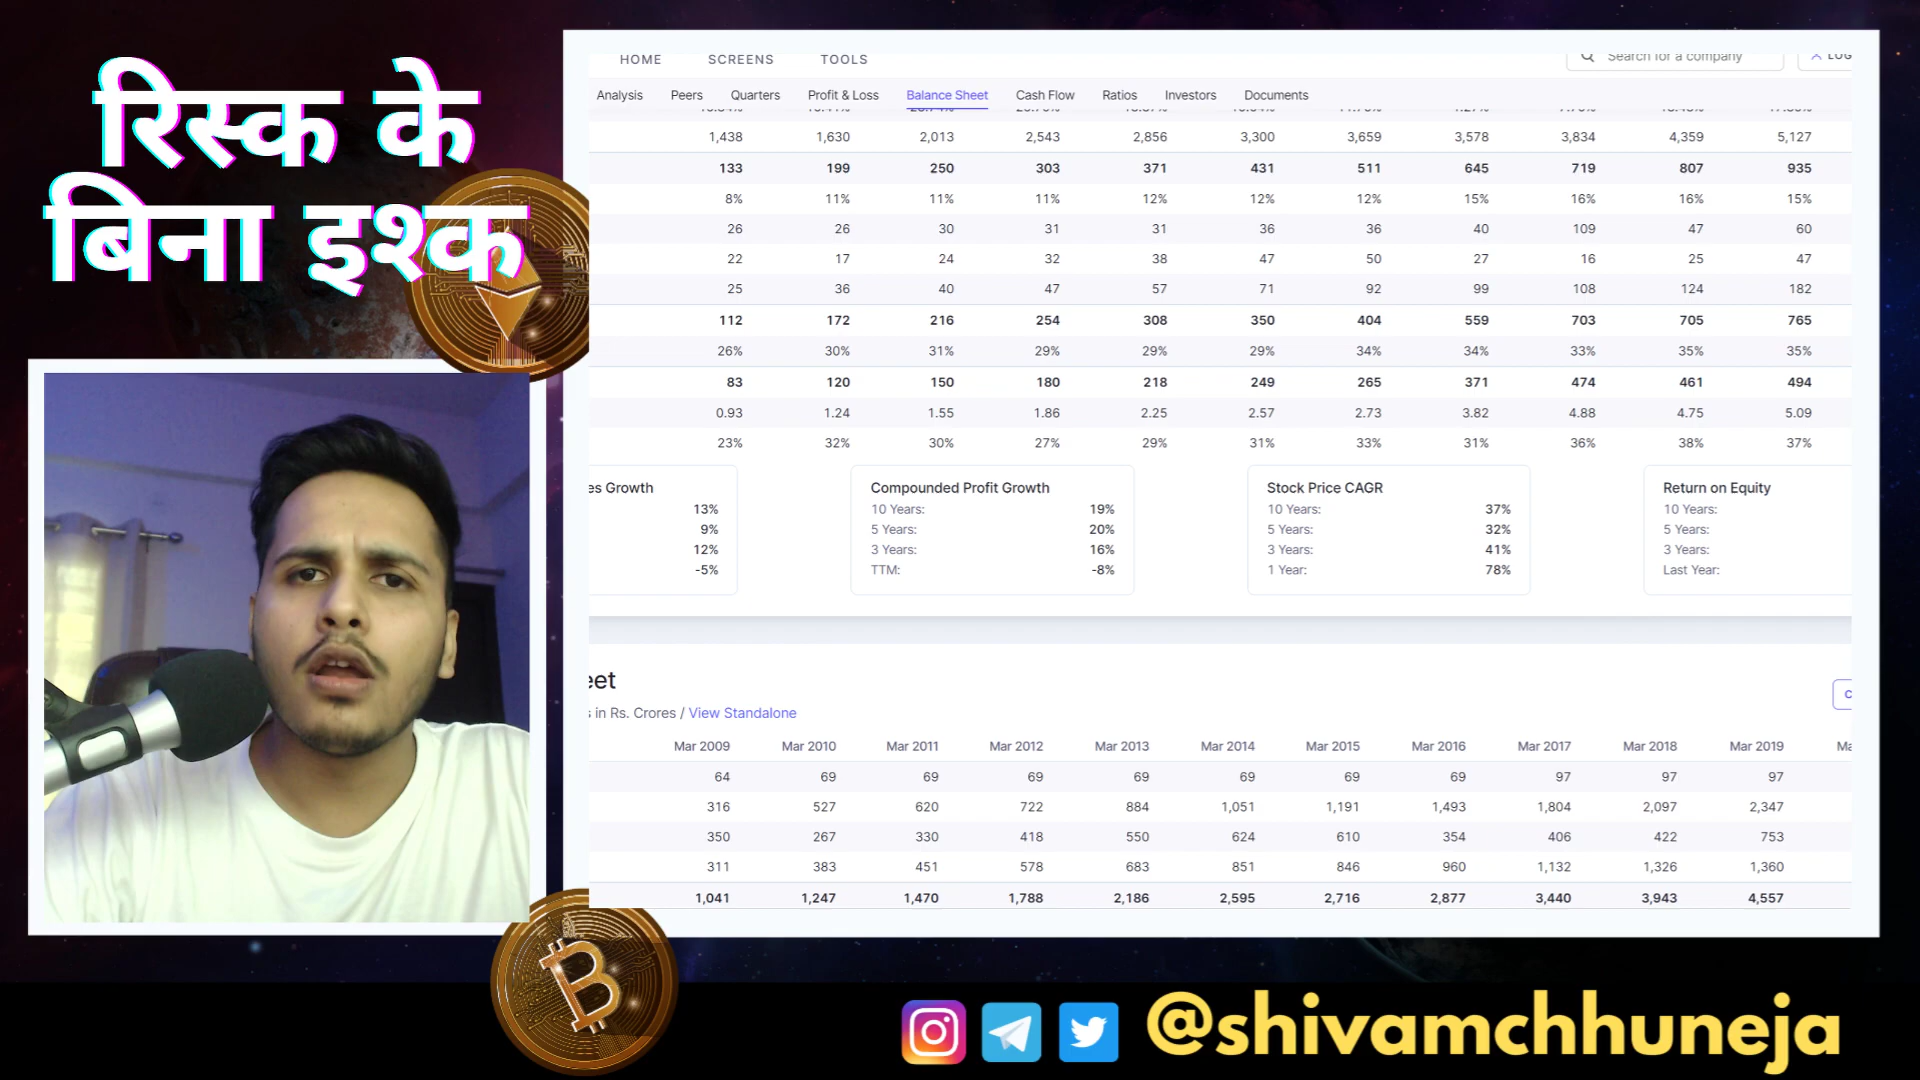 रिस्क के
बिना इश्क
HOME SCREENS TOOLS
Search for a company
Analysis Peers Quarters Profit & Loss Balance Sheet Cash Flow Ratios Investors Documents
1,438 1,630 2,013 2,543 2,856 3,300 3,659 3,578 3,834 4,359 5,127
133 199 250 303 371 431 511 645 719 807 935
8% 11% 11% 11% 12% 12% 12% 15% 16% 16% 15%
26 26 30 31 31 36 36 40 109 47 60
22 17 24 32 38 47 50 27 16 25 47
25 36 40 47 57 71 92 99 108 124 182
112 172 216 254 308 350 404 559 703 705 765
26% 30% 31% 29% 29% 29% 34% 34% 33% 35% 35%
83 120 150 180 218 249 265 371 474 461 494
0.93 1.24 1.55 1.86 2.25 2.57 2.73 3.82 4.88 4.75 5.09
23% 32% 30% 27% 29% 31% 33% 31% 36% 38% 37%
es Growth
13%
9%
12%
-5%
Compounded Profit Growth
10 Years: 19%
5 Years: 20%
3 Years: 16%
TTM: -8%
Stock Price CAGR
10 Years: 37%
5 Years: 32%
3 Years: 41%
1 Year: 78%
Return on Equity
10 Years:
5 Years:
3 Years:
Last Year:
eet
s in Rs. Crores / View Standalone
Mar 2009 Mar 2010 Mar 2011 Mar 2012 Mar 2013 Mar 2014 Mar 2015 Mar 2016 Mar 2017 Mar 2018 Mar 2019 Ma
64 69 69 69 69 69 69 69 97 97 97
316 527 620 722 884 1,051 1,191 1,493 1,804 2,097 2,347
350 267 330 418 550 624 610 354 406 422 753
311 383 451 578 683 851 846 960 1,132 1,326 1,360
1,041 1,247 1,470 1,788 2,186 2,595 2,716 2,877 3,440 3,943 4,557
@shivamchhuneja